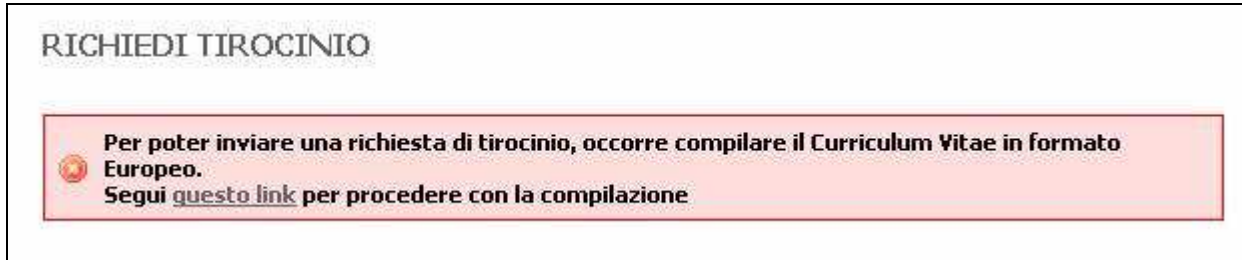 RICHIEDI TIROCINIO
Per poter inviare una richiesta di tirocinio, occorre compilare il Curriculum Vitae in formato
Europeo.
Segui questo link per procedere con la compilazione